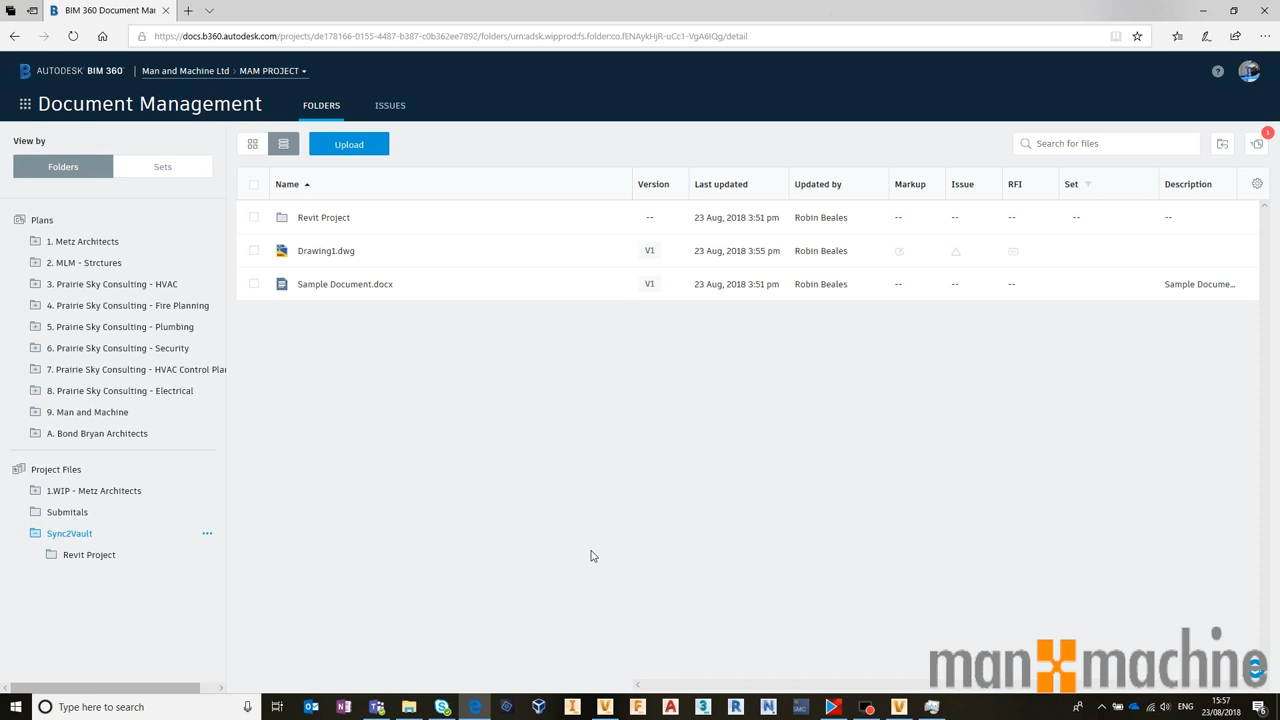 BIM 360 Document Mar
https://docs.b360.autodesk.com/projects/de178166-0155-4487-b387-c0b362ee7892/folders/urn:adsk.wipprod:fs.folder:co.fENAykHjR-uCc1-VgA6IQg/detail
AUTODESK BIM 360° Man and Machine Ltd > MAM PROJECT
Document Management FOLDERS ISSUES
View by
Upload
Search for files
1
Folders Sets
Name Version Last updated Updated by Markup Issue RFI Set Description
Revit Project -- 23 Aug, 2018 3:51 pm Robin Beales -- -- -- -- --
Drawing1.dwg V1 23 Aug, 2018 3:55 pm Robin Beales
Sample Document.docx V1 23 Aug, 2018 3:51 pm Robin Beales -- -- -- Sample Docume...
Plans
1. Metz Architects
2. MLM - Strctures
3. Prairie Sky Consulting - HVAC
4. Prairie Sky Consulting - Fire Planning
5. Prairie Sky Consulting - Plumbing
6. Prairie Sky Consulting - Security
7. Prairie Sky Consulting - HVAC Control Plar
8. Prairie Sky Consulting - Electrical
9. Man and Machine
A. Bond Bryan Architects
Project Files
1.WIP - Metz Architects
Submitals
Sync2Vault
Revit Project
man machine
Type here to search
ENG
15:57
23/08/2018